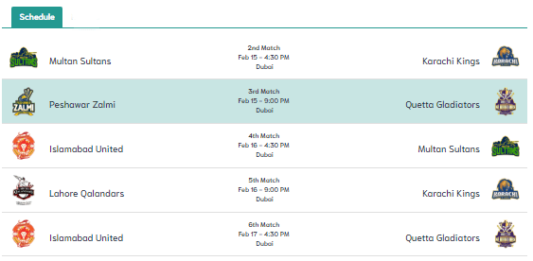 Schedule
2nd Match
Multan Sultans
Feb 15 - 4:30 PM
Karachi Kings
Dubai
3rd Match
Peshawar Zalmi
Feb 15 - 9:00 PM
Quetta Gladiators
Dubai
ZALMI
4th Match
Islamabad United
Feb 16 - 4:30 PM
Multan Sultans
Dubai
5th Match
Lahore Qalandars
Feb 16 - 9:00 PM
Karachi Kings
Dubai
6th Match
Islamabad United
Feb 17 - 4:30 PM
Quetta Gladiators
Dubai